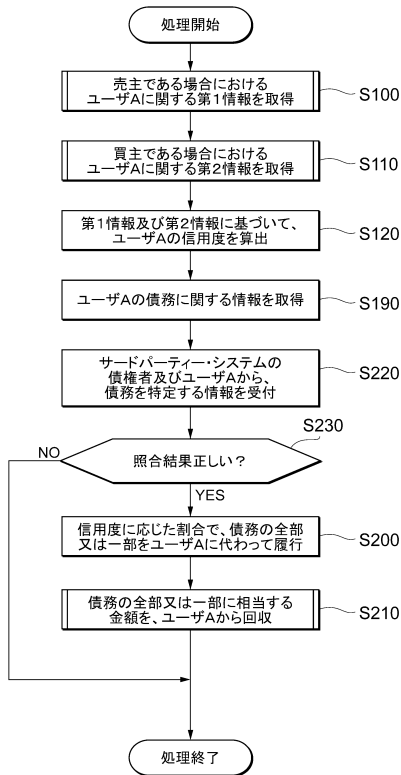 処理開始
売主である場合における
ユーザAに関する第1情報を取得
S100
買主である場合における
ユーザAに関する第2情報を取得
S110
第1情報及び第2情報に基づいて、
ユーザAの信用度を算出
S120
ユーザAの債務に関する情報を取得
S190
サードパーティー・システムの
債権者及びユーザAから、
債務を特定する情報を受付
S220
S230
NO
照合結果正しい？
YES
信用度に応じた割合で、債務の全部
又は一部をユーザAに代わって履行
S200
債務の全部又は一部に相当する
金額を、ユーザAから回収
S210
処理終了